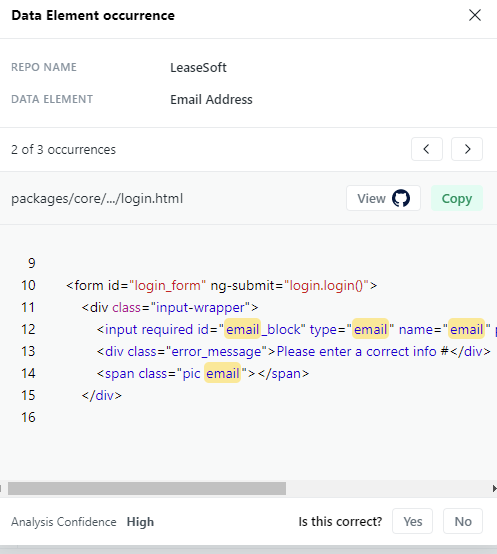 Data Element occurrence
REPO NAME LeaseSoft
DATA ELEMENT Email Address
2 of 3 occurrences
packages/core/.../login.html View Copy
9
10 <form id="login_form" ng-submit="login.login()">
11 <div class="input-wrapper">
12 <input required id="email_block" type="email" name="email" p
13 <div class="error_message">Please enter a correct info #</div>
14 <span class="pic email"></span>
15 </div>
16
Analysis Confidence High Is this correct? Yes No